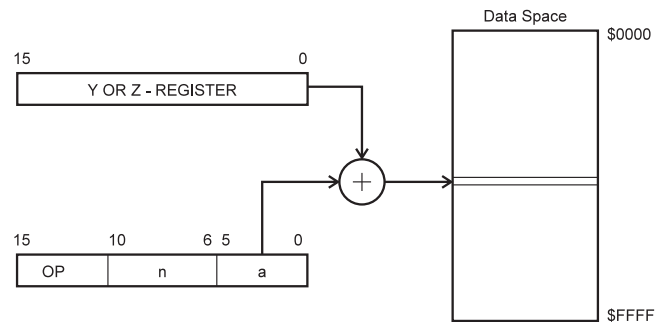 Data Space
$0000
15 0
Y OR Z - REGISTER
+
15 10 6 5 0
OP n a
$FFFF